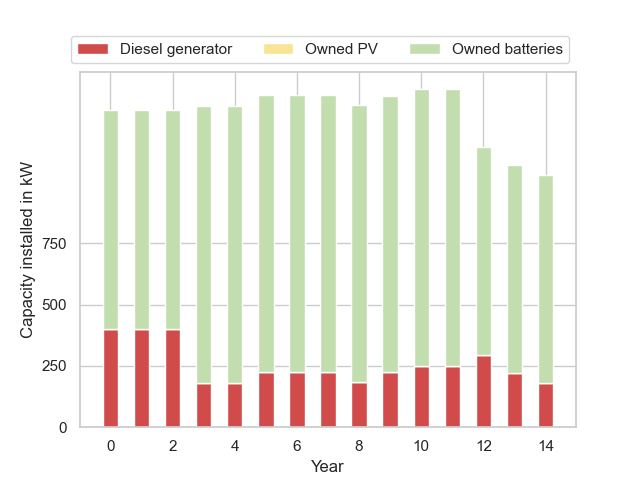 Diesel generator Owned PV Owned batteries
Capacity installed in kW
750
500
250
0
0 2 4 6 8 10 12 14
Year